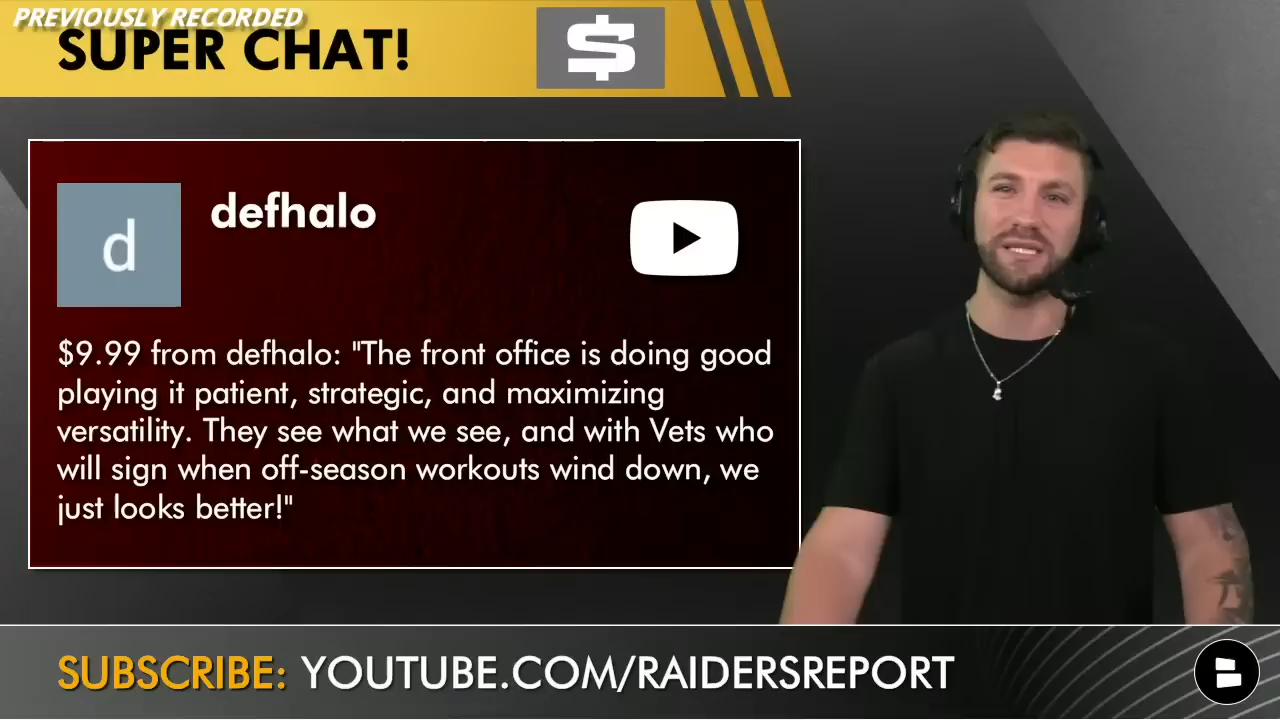 PREVIOUSLY RECORDED
SUPER CHAT!
$
d
defhalo
$9.99 from defhalo: "The front office is doing good
playing it patient, strategic, and maximizing
versatility. They see what we see, and with Vets who
will sign when off-season workouts wind down, we
just looks better!"
SUBSCRIBE: YOUTUBE.COM/RAIDERSREPORT